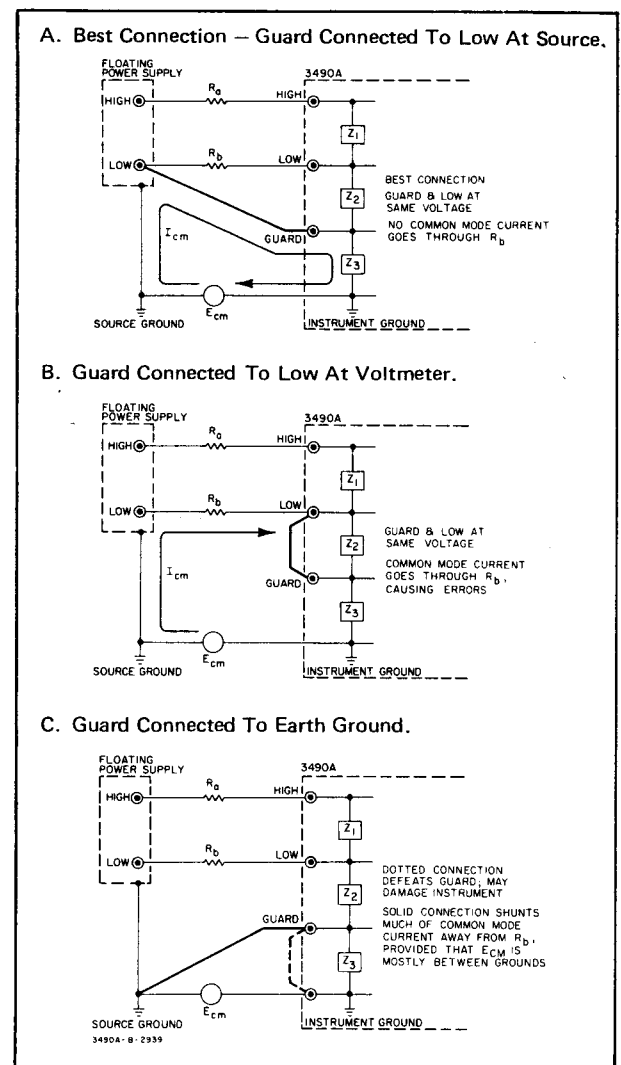 A. Best Connection — Guard Connected To Low At Source.
FLOATING
POWER SUPPLY
3490A
HIGH
Ra
HIGH
Z1
LOW
Rb
LOW
BEST CONNECTION
GUARD & LOW AT
SAME VOLTAGE
Z2
NO COMMON MODE CURRENT
GOES THROUGH Rb
GUARD
Icm
Z3
Ecm
SOURCE GROUND
INSTRUMENT GROUND
B. Guard Connected To Low At Voltmeter.
FLOATING
POWER SUPPLY
3490A
HIGH
Ra
HIGH
Z1
LOW
Rb
LOW
GUARD & LOW AT
SAME VOLTAGE
Z2
COMMON MODE CURRENT
GOES THROUGH Rb,
CAUSING ERRORS
Icm
GUARD
Z3
Ecm
SOURCE GROUND
INSTRUMENT GROUND
C. Guard Connected To Earth Ground.
FLOATING
POWER SUPPLY
3490A
HIGH
Ra
HIGH
Z1
LOW
Rb
LOW
DOTTED CONNECTION
DEFEATS GUARD; MAY
DAMAGE INSTRUMENT
Z2
GUARD
SOLID CONNECTION SHUNTS
MUCH OF COMMON MODE
CURRENT AWAY FROM Rb,
PROVIDED THAT ECM IS
MOSTLY BETWEEN GROUNDS
Z3
Ecm
SOURCE GROUND
INSTRUMENT GROUND
3490A-B-2939